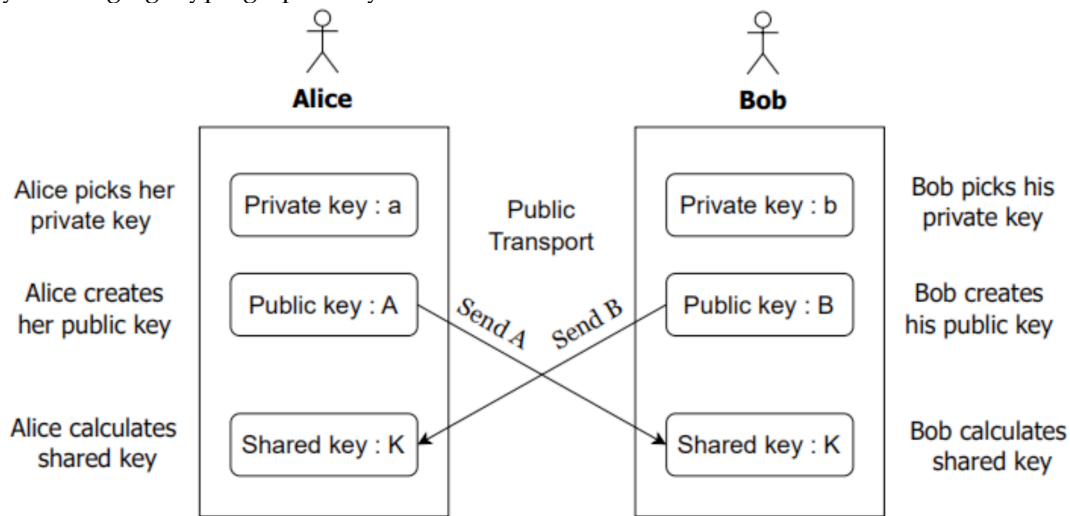 Alice
Bob
Alice picks her
private key
Private key : a
Public
Transport
Private key : b
Bob picks his
private key
Alice creates
her public key
Public key : A
Send A
Send B
Public key : B
Bob creates
his public key
Alice calculates
shared key
Shared key : K
Shared key : K
Bob calculates
shared key